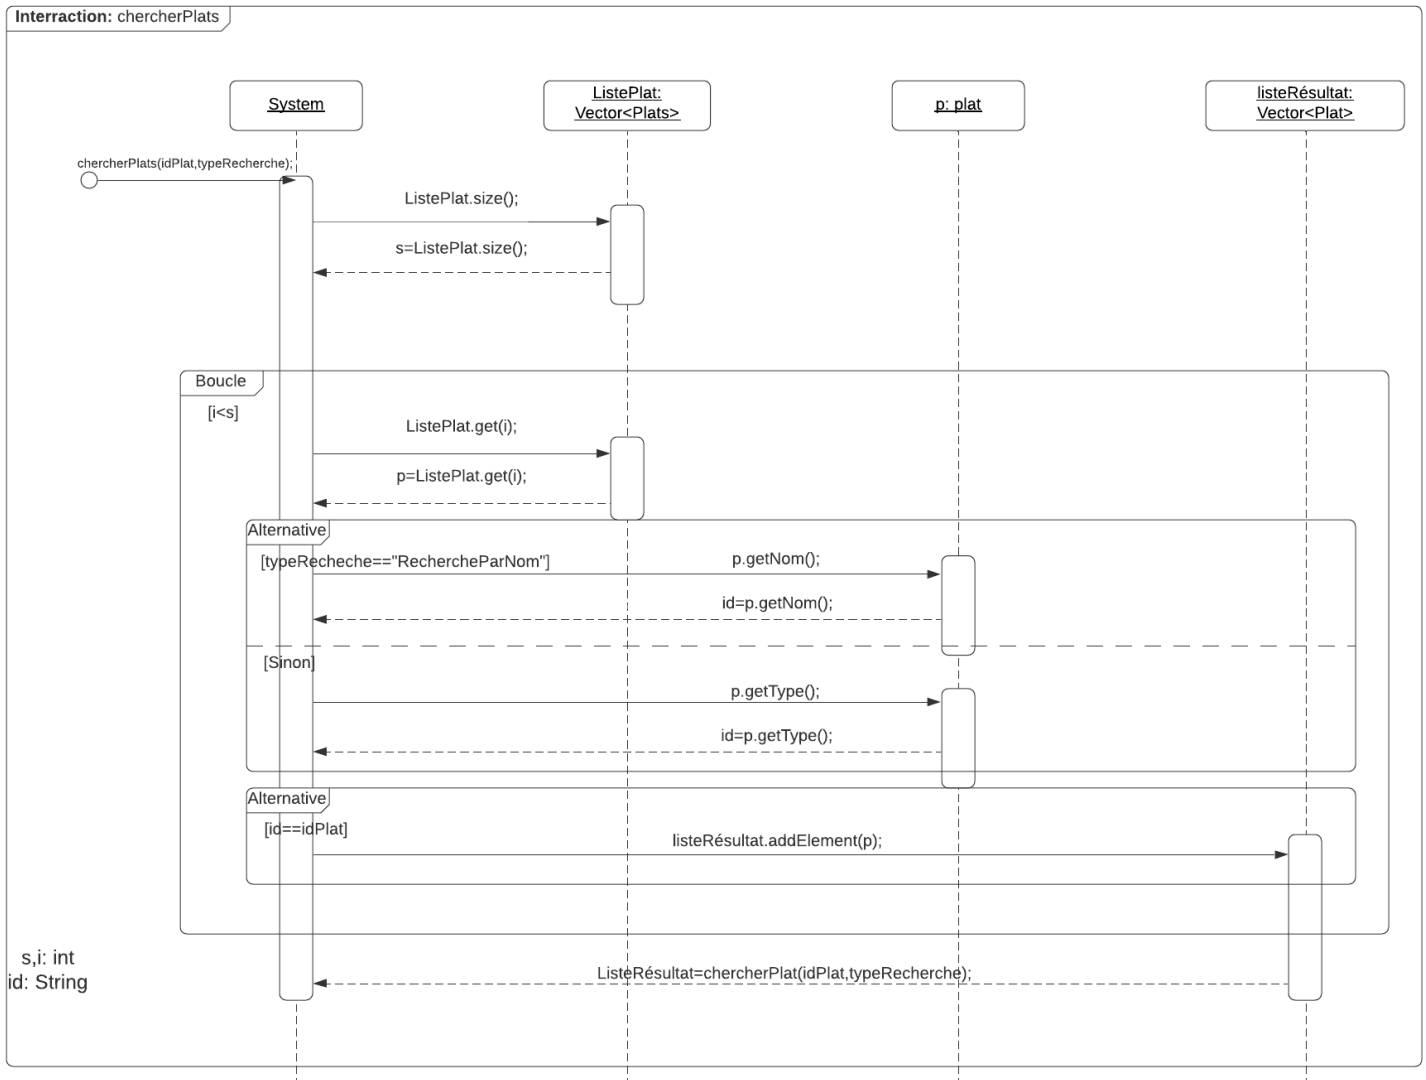 Interraction: chercherPlats
System
ListePlat:
Vector<Plats>
p: plat
listeRésultat:
Vector<Plat>
chercherPlats(idPlat,typeRecherche);
ListePlat.size();
s=ListePlat.size();
Boucle
[i<s]
ListePlat.get(i);
p=ListePlat.get(i);
Alternative
[typeRecheche=="RechercheParNom"]
p.getNom();
id=p.getNom();
[Sinon]
p.getType();
id=p.getType();
Alternative
[id==idPlat]
listeRésultat.addElement(p);
s,i: int
id: String
ListeRésultat=chercherPlat(idPlat,typeRecherche);